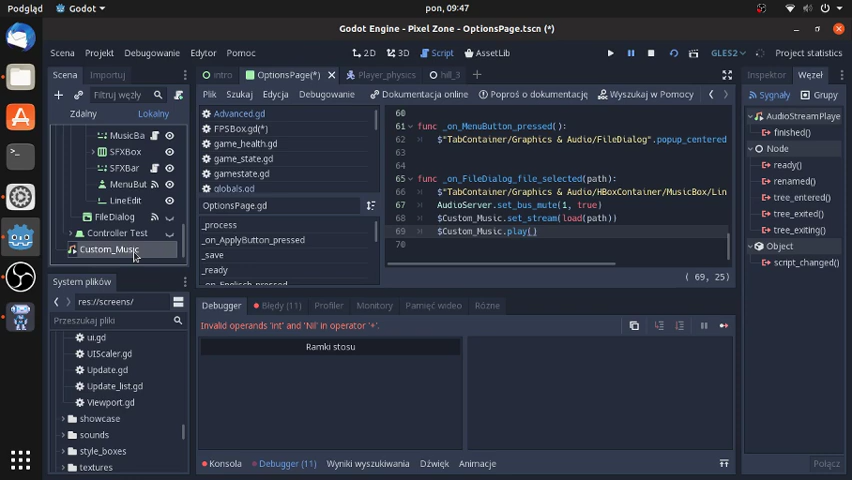 Podgląd Godot pon, 09:47
Godot Engine - Pixel Zone - OptionsPage.tscn (*)
Scena Projekt Debugowanie Edytor Pomoc 2D 3D Script AssetLib GLES2 Project statistics
Scena Importuj
Filtruj węzły
Zdalny Lokalny
MusicBa
SFXBox
SFXBar
MenuBut
LineEdit
FileDialog
Controller Test
Custom_Music
System plików
res://screens/
Przeszukaj pliki
ui.gd
UIScaler.gd
Update.gd
Update_list.gd
Viewport.gd
showcase
sounds
style_boxes
textures
intro OptionsPage(*) Player_physics hill_3
Plik Szukaj Edycja Debugowanie Dokumentacja online Poproś o dokumentację Wyszukaj w Pomocy
Advanced.gd
FPSBox.gd(*)
game_health.gd
game_state.gd
gamestate.gd
globals.gd
OptionsPage.gd
_process
_on_ApplyButton_pressed
_save
_ready
_on_Englisch_pressed
60
61 func _on_MenuButton_pressed():
62 $"TabContainer/Graphics & Audio/FileDialog".popup_centered
63
64
65 func _on_FileDialog_file_selected(path):
66 $"TabContainer/Graphics & Audio/HBoxContainer/MusicBox/Lin
67 AudioServer.set_bus_mute(1, true)
68 $Custom_Music.set_stream(load(path))
69 $Custom_Music.play()
70
( 69, 25)
Debugger Błędy (11) Profiler Monitory Pamięć wideo Różne
Invalid operands 'int' and 'Nil' in operator '+'.
Ramki stosu
Konsola Debugger (11) Wyniki wyszukiwania Dźwięk Animacje
Inspektor Węzeł
Sygnały Grupy
AudioStreamPlaye
finished()
Node
ready()
renamed()
tree_entered()
tree_exited()
tree_exiting()
Object
script_changed()
Połącz